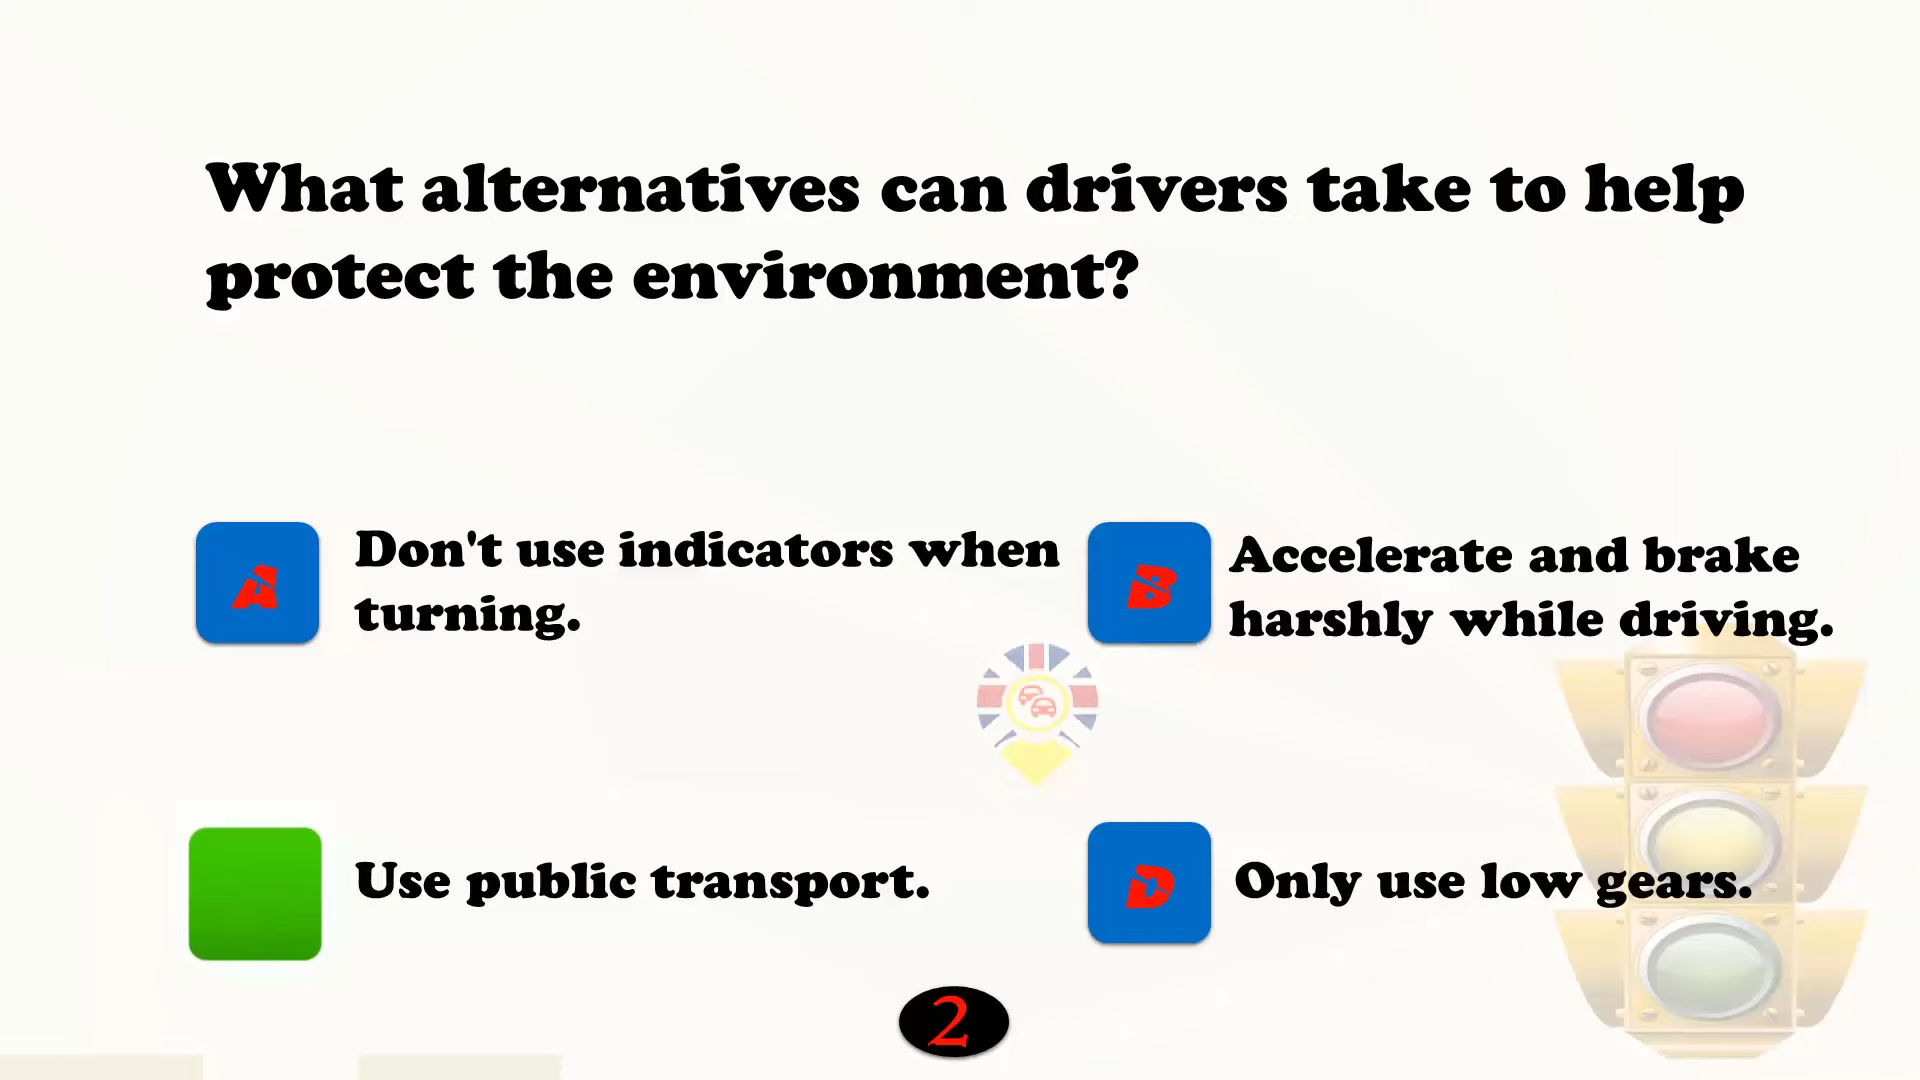 What alternatives can drivers take to help
protect the environment?
A
Don't use indicators when
turning.
B
Accelerate and brake
harshly while driving.
Use public transport.
D
Only use low gears.
2